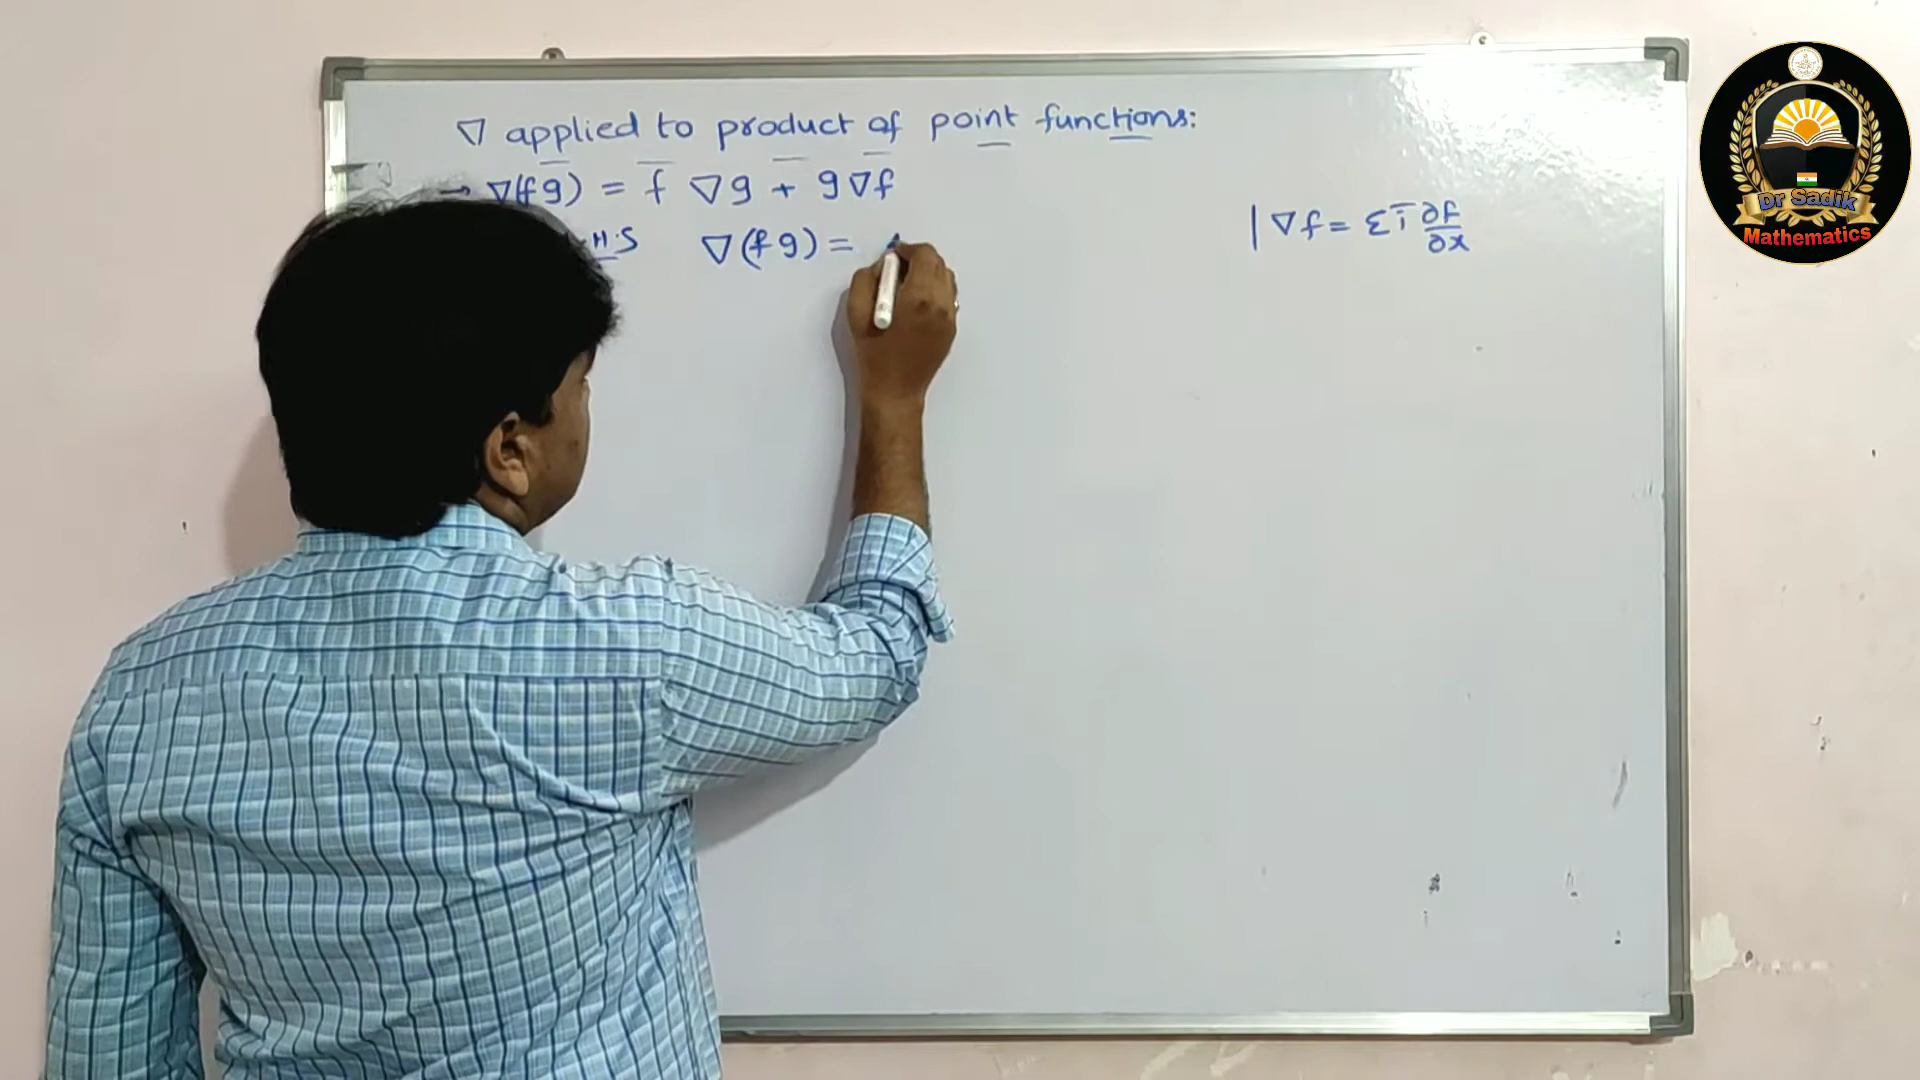 ∇ applied to product of point functions:
→ ∇(fg) = f ∇g + g∇f
H.S ∇(fg) =
| ∇f = Σ i̅ ∂f/∂x
Dr Sadik
Mathematics